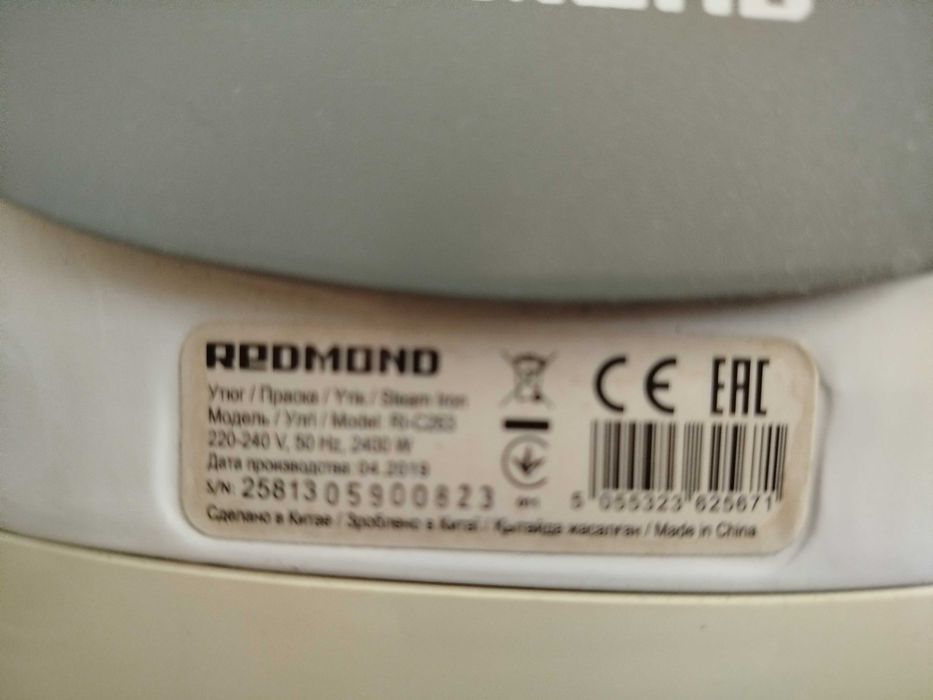 REDMOND
Утюг / Праска / Үтік / Steam Iron
Модель / Үлгі / Model: RI-C263
220-240 V, 50 Hz, 2400 W
Дата производства: 04.2019
S/N: 2581305900823
CE EAC
5 055323 625671
Сделано в Китае / Зроблено в Китаї / Қытайда жасалған / Made in China